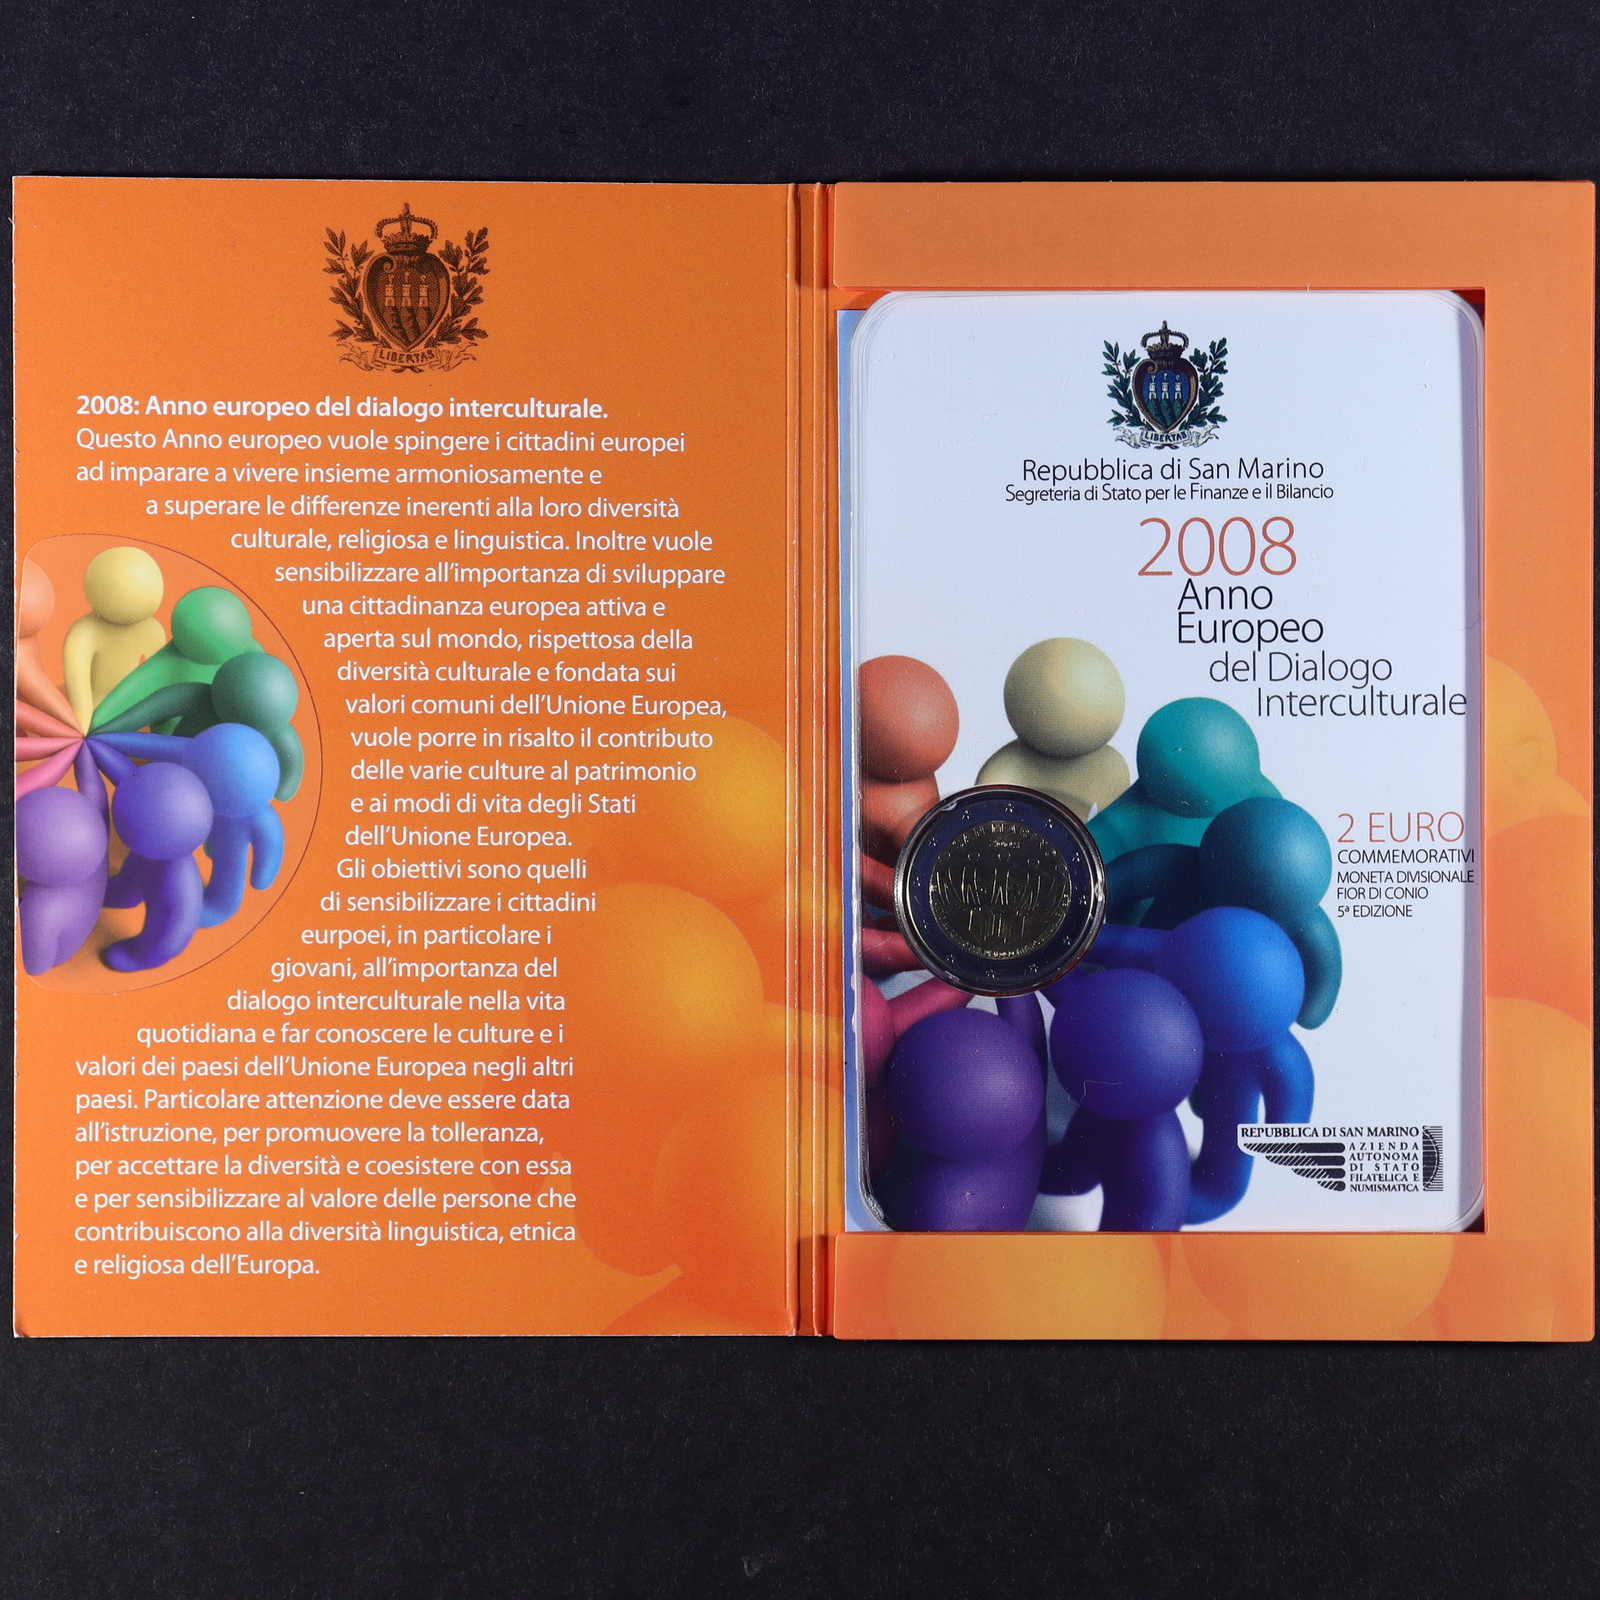 LIBERTAS
2008: Anno europeo del dialogo interculturale.
Questo Anno europeo vuole spingere i cittadini europei
ad imparare a vivere insieme armoniosamente e
a superare le differenze inerenti alla loro diversità
culturale, religiosa e linguistica. Inoltre vuole
sensibilizzare all'importanza di sviluppare
una cittadinanza europea attiva e
aperta sul mondo, rispettosa della
diversità culturale e fondata sui
valori comuni dell'Unione Europea,
vuole porre in risalto il contributo
delle varie culture al patrimonio
e ai modi di vita degli Stati
dell'Unione Europea.
Gli obiettivi sono quelli
di sensibilizzare i cittadini
eurpoei, in particolare i
giovani, all'importanza del
dialogo interculturale nella vita
quotidiana e far conoscere le culture e i
valori dei paesi dell'Unione Europea negli altri
paesi. Particolare attenzione deve essere data
all'istruzione, per promuovere la tolleranza,
per accettare la diversità e coesistere con essa
e per sensibilizzare al valore delle persone che
contribuiscono alla diversità linguistica, etnica
e religiosa dell'Europa.
LIBERTAS
Repubblica di San Marino
Segreteria di Stato per le Finanze e il Bilancio
2008
Anno
Europeo
del Dialogo
Interculturale
SAN MARINO
2 EURO
COMMEMORATIVI
MONETA DIVISIONALE
FIOR DI CONIO
5ª EDIZIONE
REPUBBLICA DI SAN MARINO
AZIENDA
AUTONOMA
DI STATO
FILATELICA E
NUMISMATICA